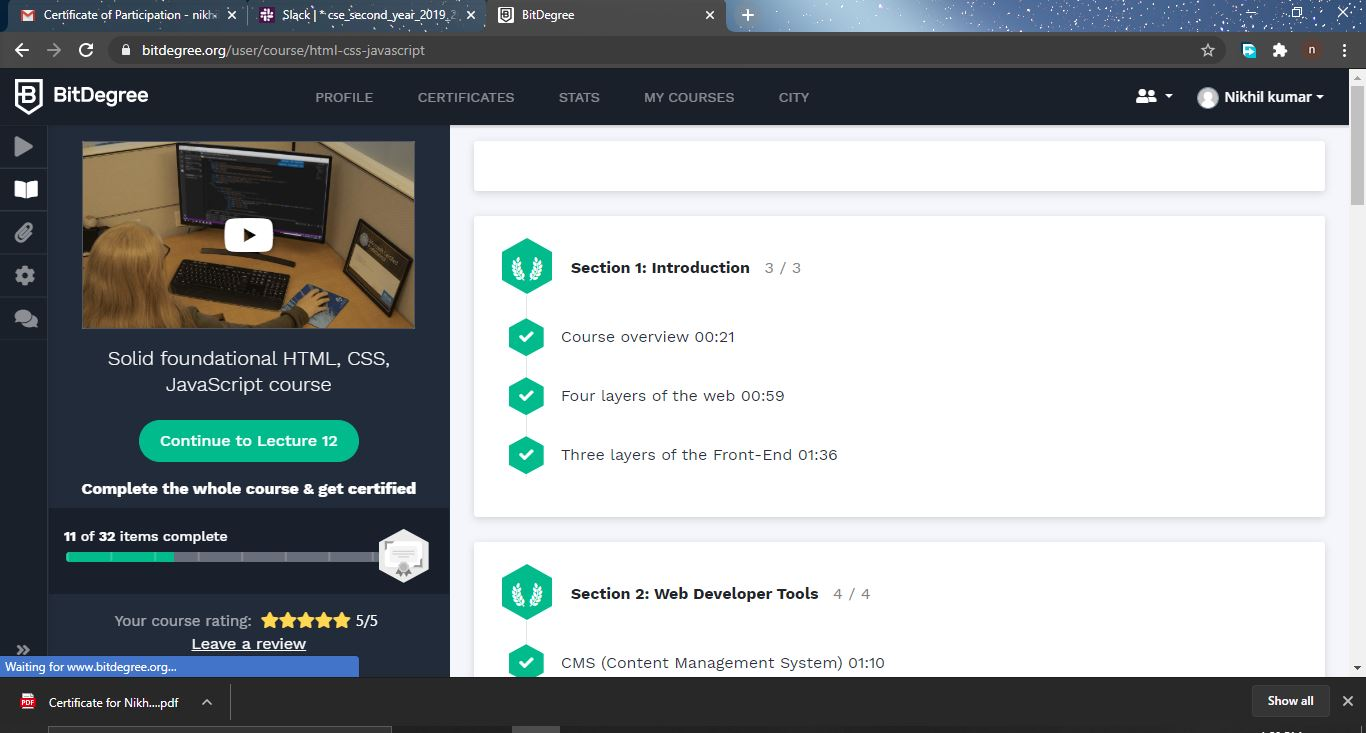 Certificate of Participation - nikh
Slack | * cse_second_year_2019_2
BitDegree
bitdegree.org/user/course/html-css-javascript
n
BitDegree
PROFILE
CERTIFICATES
STATS
MY COURSES
CITY
Nikhil kumar
Solid foundational HTML, CSS,
JavaScript course
Continue to Lecture 12
Complete the whole course & get certified
11 of 32 items complete
Your course rating: 5/5
Leave a review
Section 1: Introduction 3 / 3
Course overview 00:21
Four layers of the web 00:59
Three layers of the Front-End 01:36
Section 2: Web Developer Tools 4 / 4
CMS (Content Management System) 01:10
Waiting for www.bitdegree.org...
PDF
Certificate for Nikh....pdf
Show all